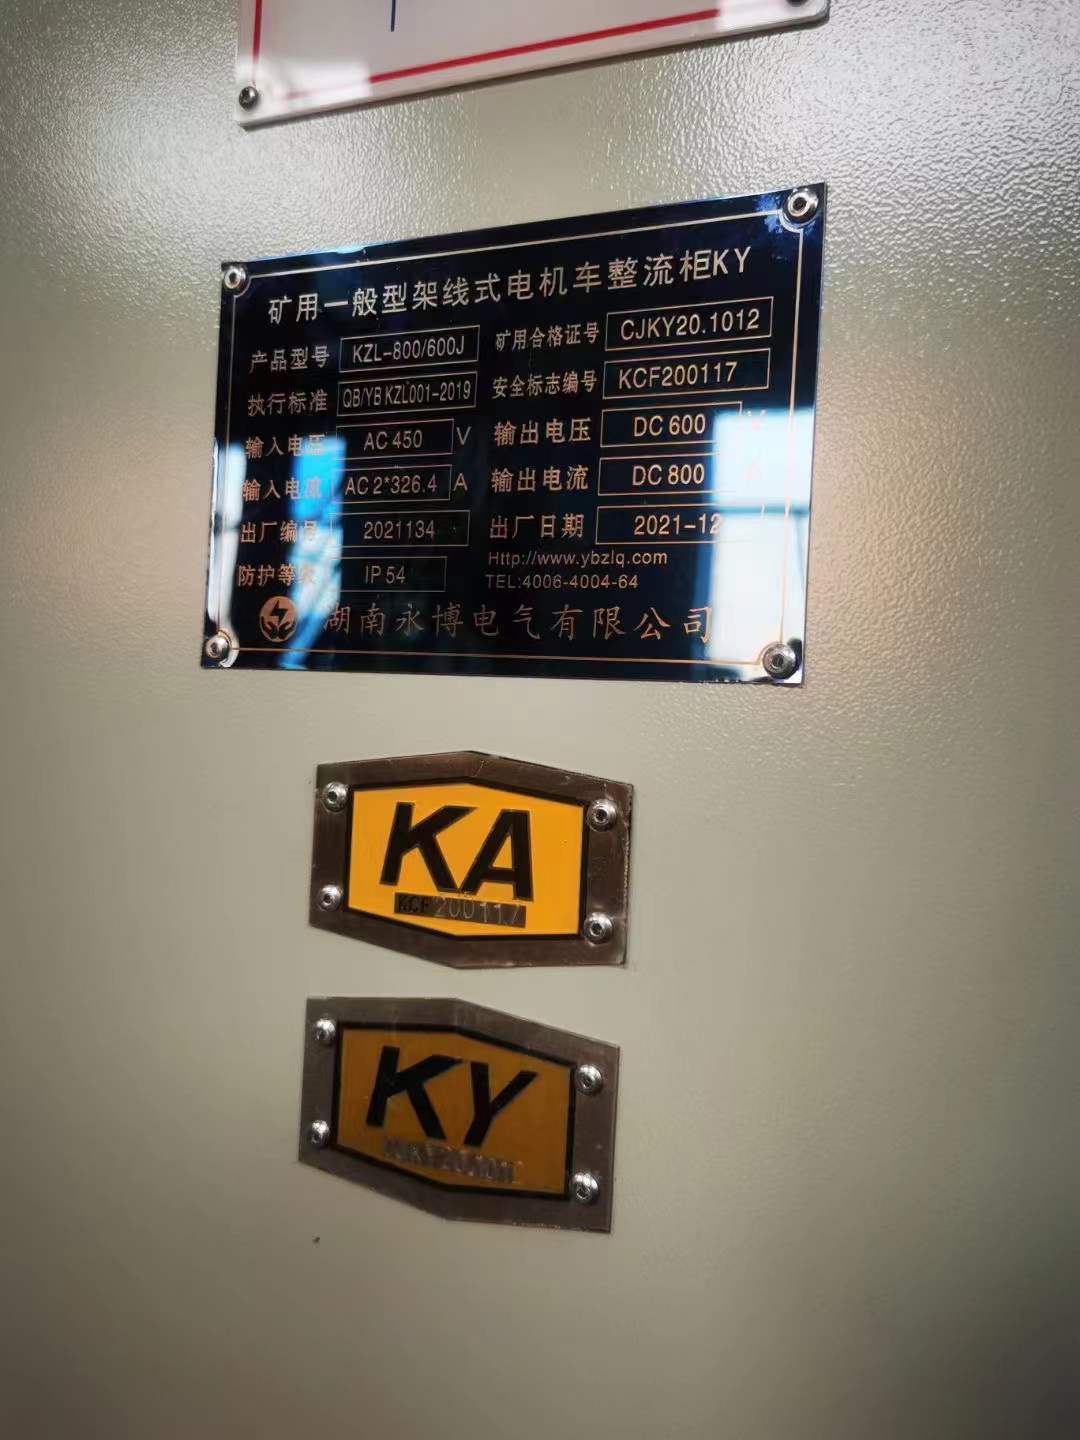 矿用一般型架线式电机车整流柜KY
产品型号 KZL-800/600J 矿用合格证号 CJKY20.1012
执行标准 QB/YB KZL001-2019 安全标志编号 KCF200117
输入电压 AC 450 V 输出电压 DC 600 V
输入电流 AC 2*326.4 A 输出电流 DC 800 A
出厂编号 2021134 出厂日期 2021-12
防护等级 IP 54 Http://www.ybzlq.com
TEL:4006-4004-64
湖南永博电气有限公司
KA
KCF200117
KY